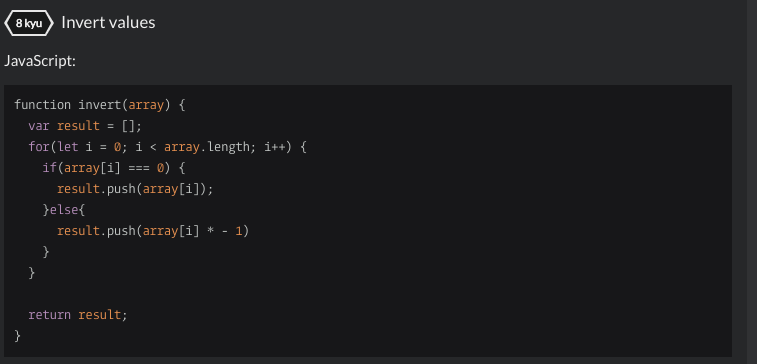 8 kyu Invert values
JavaScript:
function invert(array) {
  var result = [];
  for(let i = 0; i < array.length; i++) {
    if(array[i] === 0) {
      result.push(array[i]);
    }else{
      result.push(array[i] * - 1)
    }
  }
  return result;
}